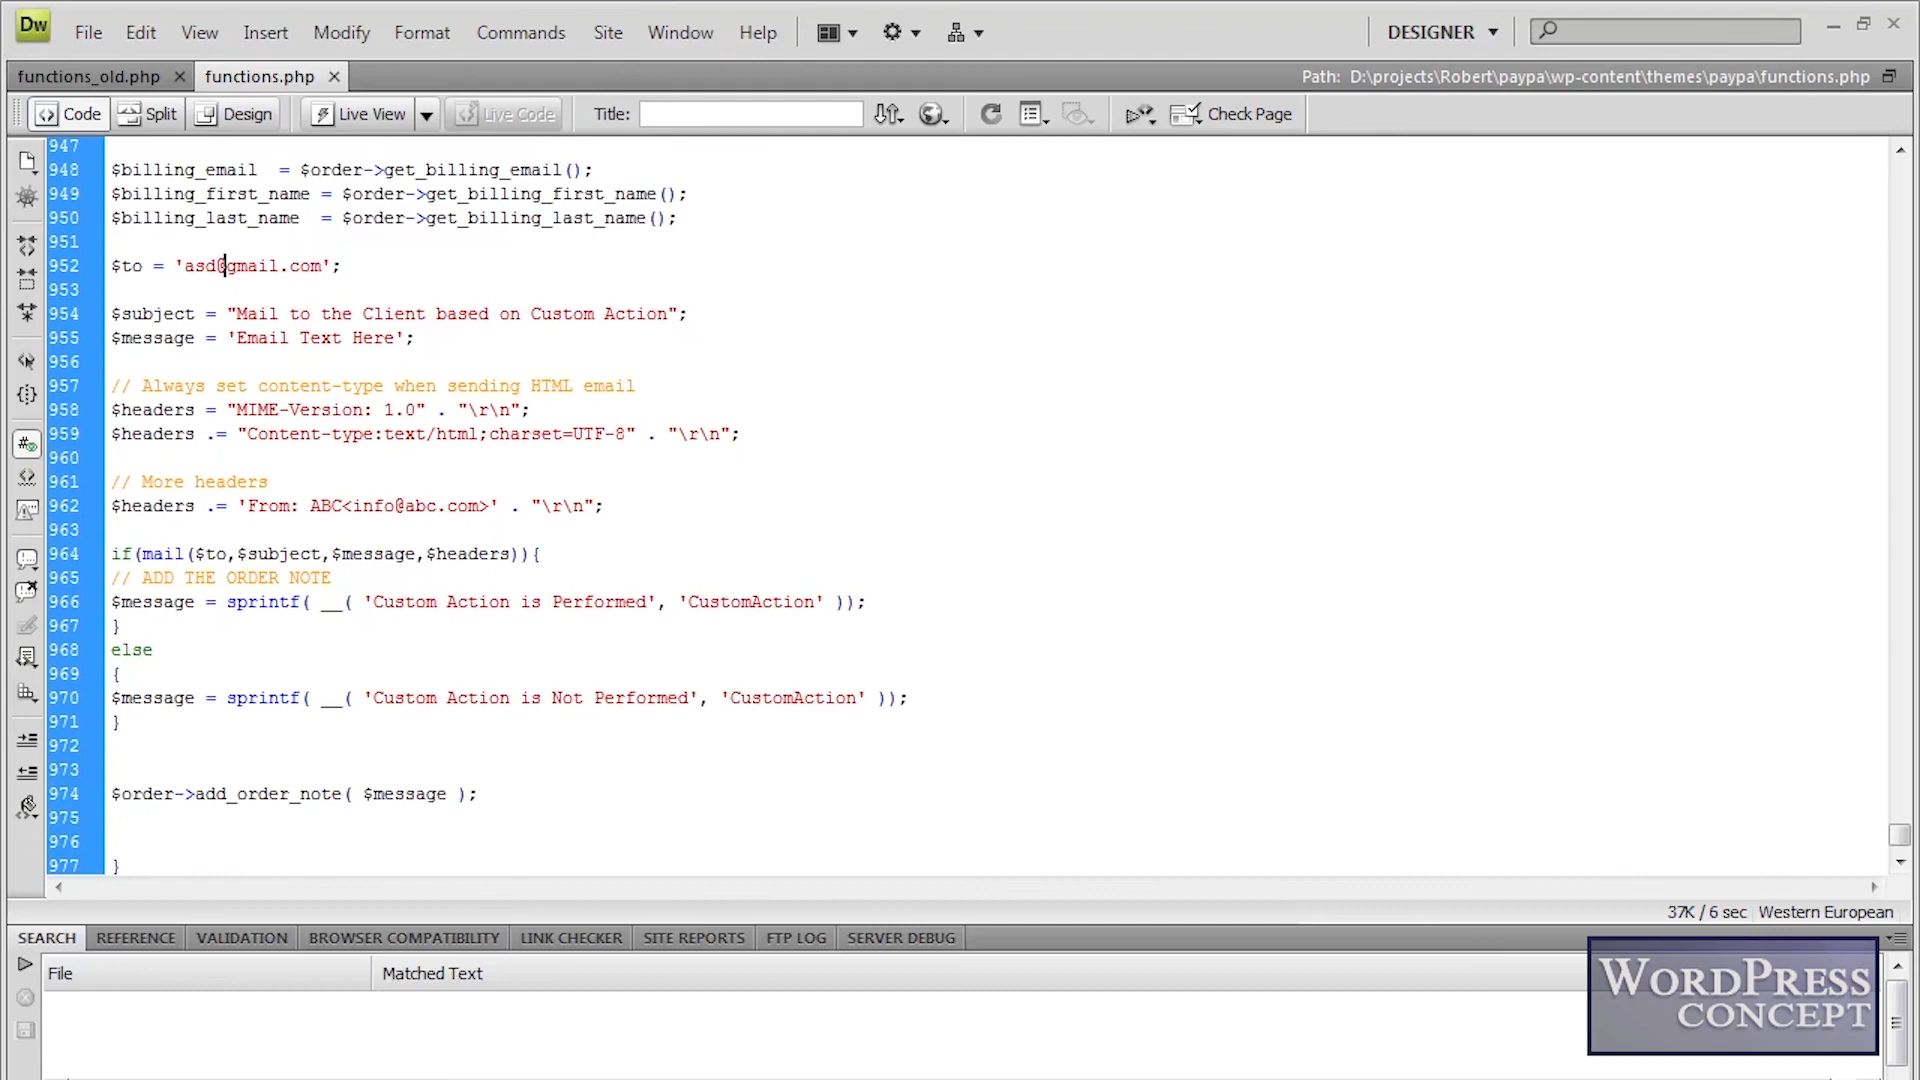 Dw File Edit View Insert Modify Format Commands Site Window Help DESIGNER
functions_old.php functions.php Path: D:\projects\Robert\paypa\wp-content\themes\paypa\functions.php
Code Split Design Live View Live Code Title: Check Page
947
948 $billing_email = $order->get_billing_email();
949 $billing_first_name = $order->get_billing_first_name();
950 $billing_last_name = $order->get_billing_last_name();
951
952 $to = 'asd@gmail.com';
953
954 $subject = "Mail to the Client based on Custom Action";
955 $message = 'Email Text Here';
956
957 // Always set content-type when sending HTML email
958 $headers = "MIME-Version: 1.0" . "\r\n";
959 $headers .= "Content-type:text/html;charset=UTF-8" . "\r\n";
960
961 // More headers
962 $headers .= 'From: ABC<info@abc.com>' . "\r\n";
963
964 if(mail($to,$subject,$message,$headers)){
965 // ADD THE ORDER NOTE
966 $message = sprintf( __( 'Custom Action is Performed', 'CustomAction' ));
967 }
968 else
969 {
970 $message = sprintf( __( 'Custom Action is Not Performed', 'CustomAction' ));
971 }
972
973
974 $order->add_order_note( $message );
975
976
977 }
37K / 6 sec Western European
SEARCH REFERENCE VALIDATION BROWSER COMPATIBILITY LINK CHECKER SITE REPORTS FTP LOG SERVER DEBUG
File Matched Text
WORDPRESS
CONCEPT